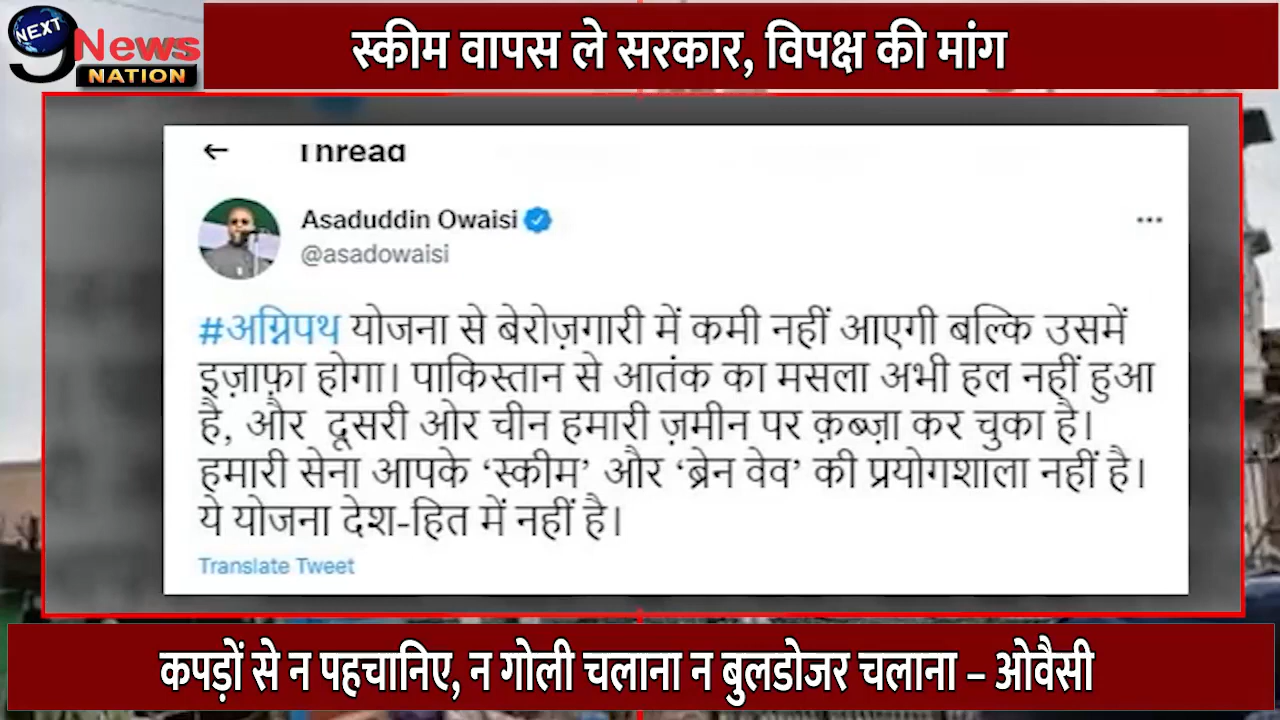 NEXT
9 News
NATION
स्कीम वापस ले सरकार, विपक्ष की मांग
Thread
Asaduddin Owaisi
@asadowaisi
#अग्निपथ योजना से बेरोज़गारी में कमी नहीं आएगी बल्कि उसमें
इज़ाफ़ा होगा। पाकिस्तान से आतंक का मसला अभी हल नहीं हुआ
है, और दूसरी ओर चीन हमारी ज़मीन पर क़ब्ज़ा कर चुका है।
हमारी सेना आपके ‘स्कीम’ और ‘ब्रेन वेव’ की प्रयोगशाला नहीं है।
ये योजना देश-हित में नहीं है।
Translate Tweet
कपड़ों से न पहचानिए, न गोली चलाना न बुलडोजर चलाना – ओवैसी